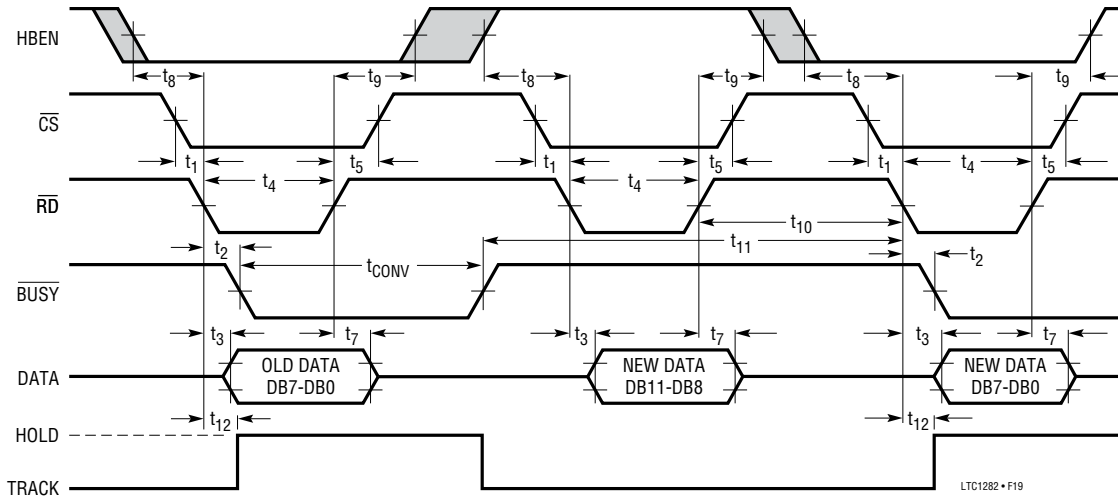 HBEN
t8 t9 t8 t9 t8 t9
CS
t1 t5 t1 t5 t1 t5
t4 t4 t4
RD
t10
t2 t11
tCONV t2
BUSY
t3 t7 t3 t7 t3 t7
DATA
OLD DATA
DB7-DB0
NEW DATA
DB11-DB8
NEW DATA
DB7-DB0
t12 t12
HOLD
TRACK
LTC1282 • F19